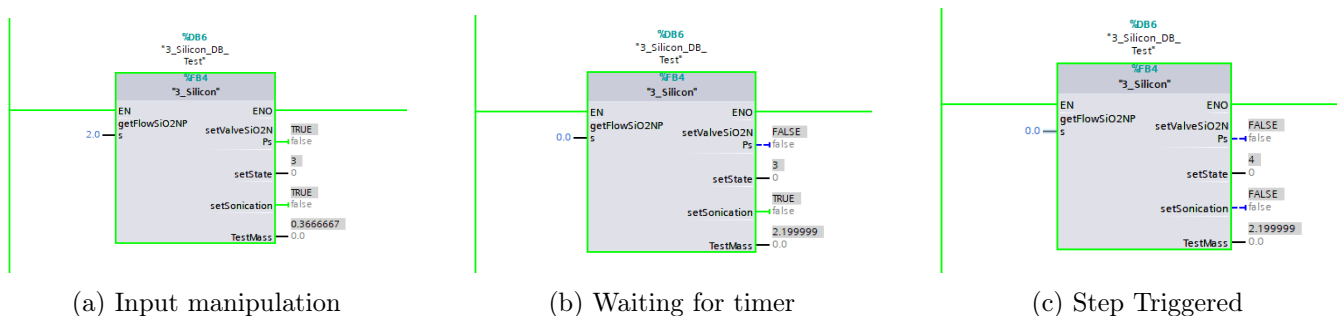 %DB6
"3_Silicon_DB_
Test"
%FB4
"3_Silicon"
EN
ENO
2.0
getFlowSiO2NP
s
setValveSiO2N
Ps
TRUE
false
setState
3
0
setSonication
TRUE
false
TestMass
0.3666667
0.0
(a) Input manipulation
%DB6
"3_Silicon_DB_
Test"
%FB4
"3_Silicon"
EN
ENO
0.0
getFlowSiO2NP
s
setValveSiO2N
Ps
FALSE
false
setState
3
0
setSonication
TRUE
false
TestMass
2.199999
0.0
(b) Waiting for timer
%DB6
"3_Silicon_DB_
Test"
%FB4
"3_Silicon"
EN
ENO
0.0
getFlowSiO2NP
s
setValveSiO2N
Ps
FALSE
false
setState
4
0
setSonication
FALSE
false
TestMass
2.199999
0.0
(c) Step Triggered